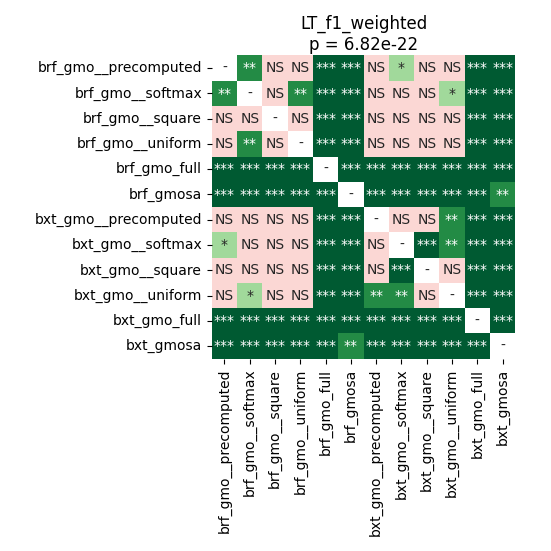 LT_f1_weighted
p = 6.82e-22
brf_gmo__precomputed - ** NS NS *** *** NS * NS NS *** ***
brf_gmo__softmax ** - NS ** *** *** NS NS NS * *** ***
brf_gmo__square NS NS - NS *** *** NS NS NS NS *** ***
brf_gmo__uniform NS ** NS - *** *** NS NS NS NS *** ***
brf_gmo_full *** *** *** *** - *** *** *** *** *** *** ***
brf_gmosa *** *** *** *** *** - *** *** *** *** *** **
bxt_gmo__precomputed NS NS NS NS *** *** - NS NS ** *** ***
bxt_gmo__softmax * NS NS NS *** *** NS - *** ** *** ***
bxt_gmo__square NS NS NS NS *** *** NS *** - NS *** ***
bxt_gmo__uniform NS * NS NS *** *** ** ** NS - *** ***
bxt_gmo_full *** *** *** *** *** *** *** *** *** *** - ***
bxt_gmosa *** *** *** *** *** ** *** *** *** *** *** -
brf_gmo__precomputed
brf_gmo__softmax
brf_gmo__square
brf_gmo__uniform
brf_gmo_full
brf_gmosa
bxt_gmo__precomputed
bxt_gmo__softmax
bxt_gmo__square
bxt_gmo__uniform
bxt_gmo_full
bxt_gmosa